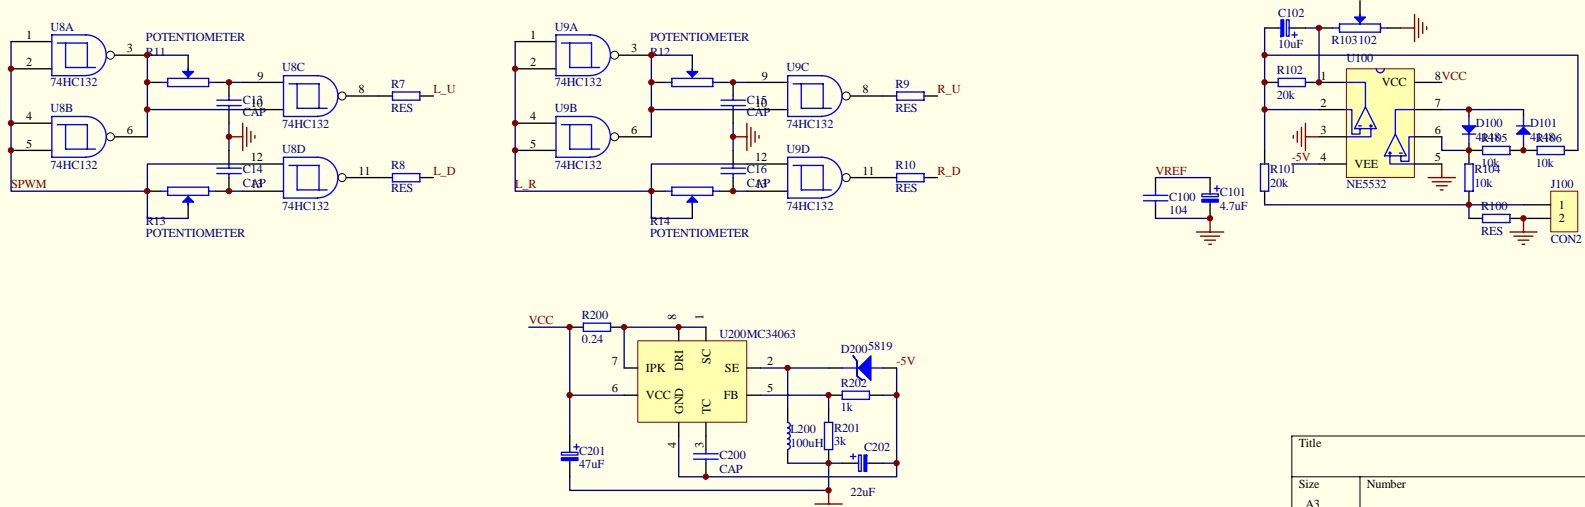 U8A
1
2
3
74HC132
POTENTIOMETER
R11
U8B
4
5
6
74HC132
C13
CAP
9
10
U8C
8
74HC132
R7
RES
L_U
SPWM
C14
CAP
12
13
U8D
11
74HC132
R8
RES
L_D
R13
POTENTIOMETER
U9A
1
2
3
74HC132
POTENTIOMETER
R12
U9B
4
5
6
74HC132
C15
CAP
9
10
U9C
8
74HC132
R9
RES
R_U
L_R
C16
CAP
12
13
U9D
11
74HC132
R10
RES
R_D
R14
POTENTIOMETER
C102
+
10uF
R103102
U100
R102
20k
1
VCC
8
VCC
2
7
3
6
-5V
4
VEE
5
NE5532
D100
4148
D101
4148
R105
10k
R106
10k
R101
20k
R104
10k
VREF
C100
104
+
C101
4.7uF
R100
RES
J100
1
2
CON2
VCC
R200
0.24
8
1
U200MC34063
7
IPK
DRI
SC
SE
2
6
VCC
GND
TC
FB
5
4
3
D2005819
-5V
R202
1k
L200
100uH
R201
3k
+
C202
22uF
+
C201
47uF
C200
CAP
Title
Size
Number
A3